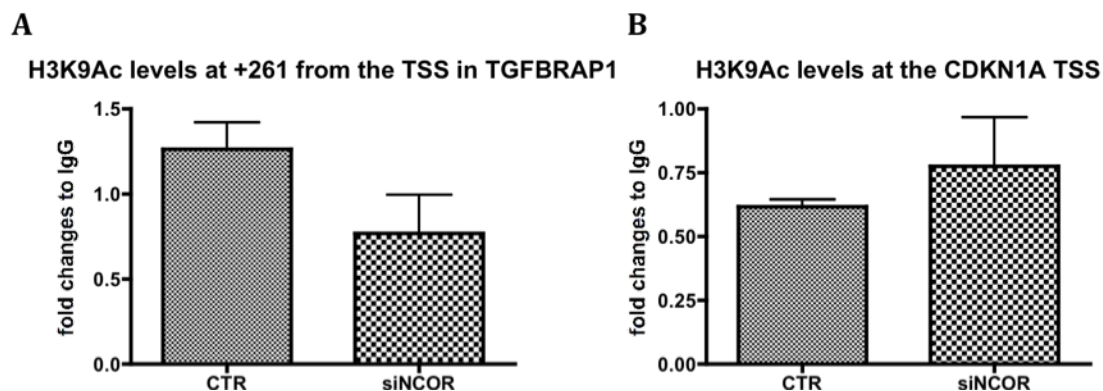 A
H3K9Ac levels at +261 from the TSS in TGFBRAP1
fold changes to IgG
1.5
1.0
0.5
0.0
CTR
siNCOR
B
H3K9Ac levels at the CDKN1A TSS
fold changes to IgG
1.00
0.75
0.50
0.25
0.00
CTR
siNCOR